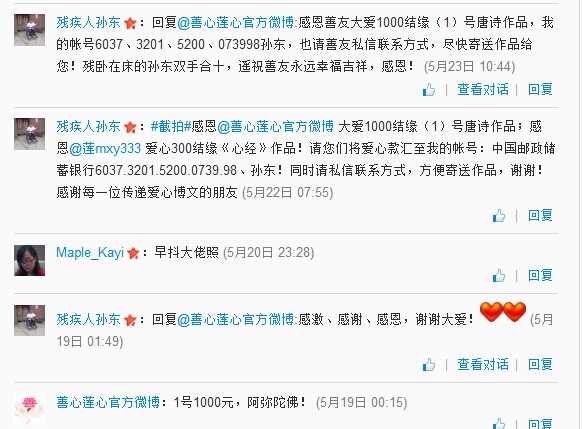 残疾人孙东：回复@善心莲心官方微博:感恩善友大爱1000结缘（1）号唐诗作品，我
的帐号6037、3201、5200、073998孙东，也请善友私信联系方式，尽快寄送作品给
您！残卧在床的孙东双手合十，遥祝善友永远幸福吉祥，感恩！ (5月23日 10:44)
查看对话 | 回复
残疾人孙东：#截拍#感恩@善心莲心官方微博 大爱1000结缘（1）号唐诗作品；感
恩@莲mxy333 爱心300结缘《心经》作品！请您们将爱心款汇至我的帐号：中国邮政储
蓄银行6037.3201.5200.0739.98、孙东！同时请私信联系方式，方便寄送作品，谢谢！
感谢每一位传递爱心博文的朋友 (5月22日 07:55)
| 回复
Maple_Kayi：早抖大佬照 (5月20日 23:28)
| 回复
残疾人孙东：回复@善心莲心官方微博:感激、感谢、感恩，谢谢大爱！ (5月
19日 01:49)
| 查看对话 | 回复
善心莲心官方微博：1号1000元，阿弥陀佛！ (5月19日 00:15)
| 回复